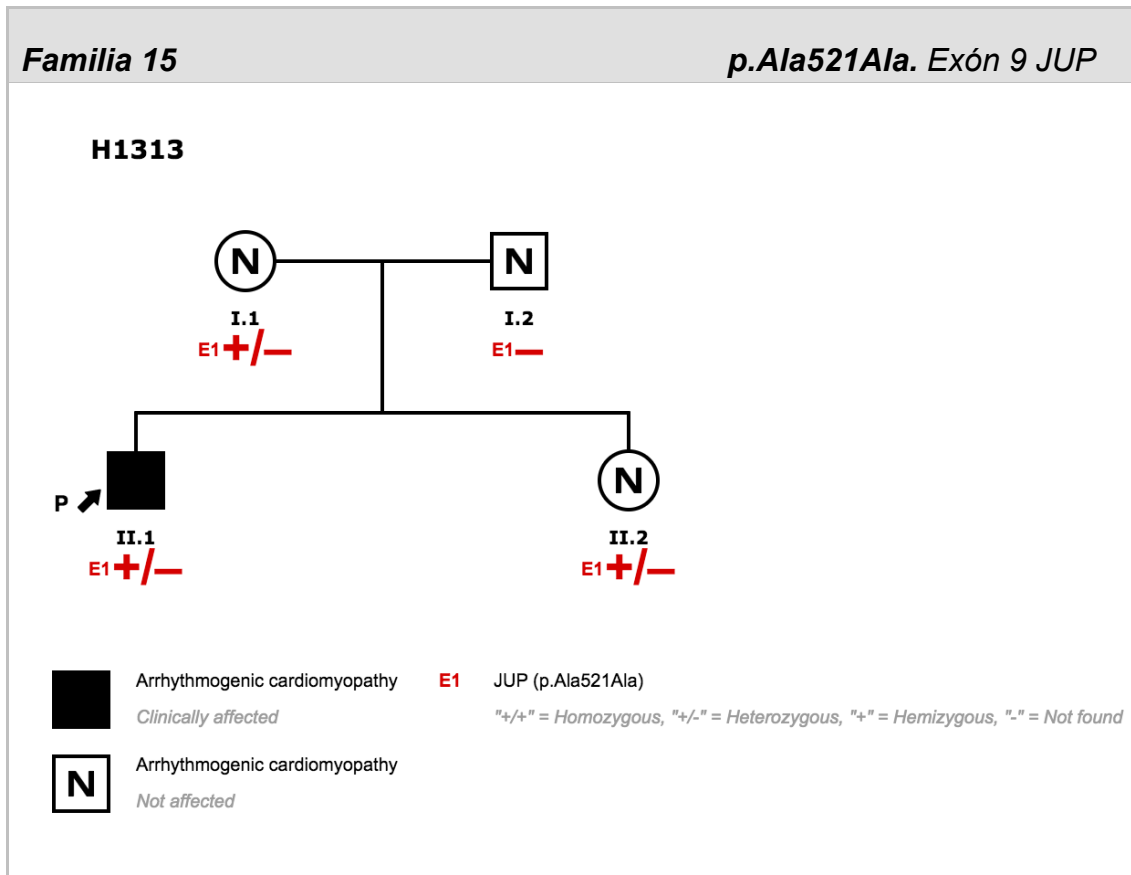 Familia 15 p.Ala521Ala. Exón 9 JUP
H1313
N N
I.1 I.2
E1 +/− E1 −
P N
II.1 II.2
E1 +/− E1 +/−
Arrhythmogenic cardiomyopathy E1 JUP (p.Ala521Ala)
Clinically affected "+/+" = Homozygous, "+/-" = Heterozygous, "+" = Hemizygous, "-" = Not found
N Arrhythmogenic cardiomyopathy
Not affected